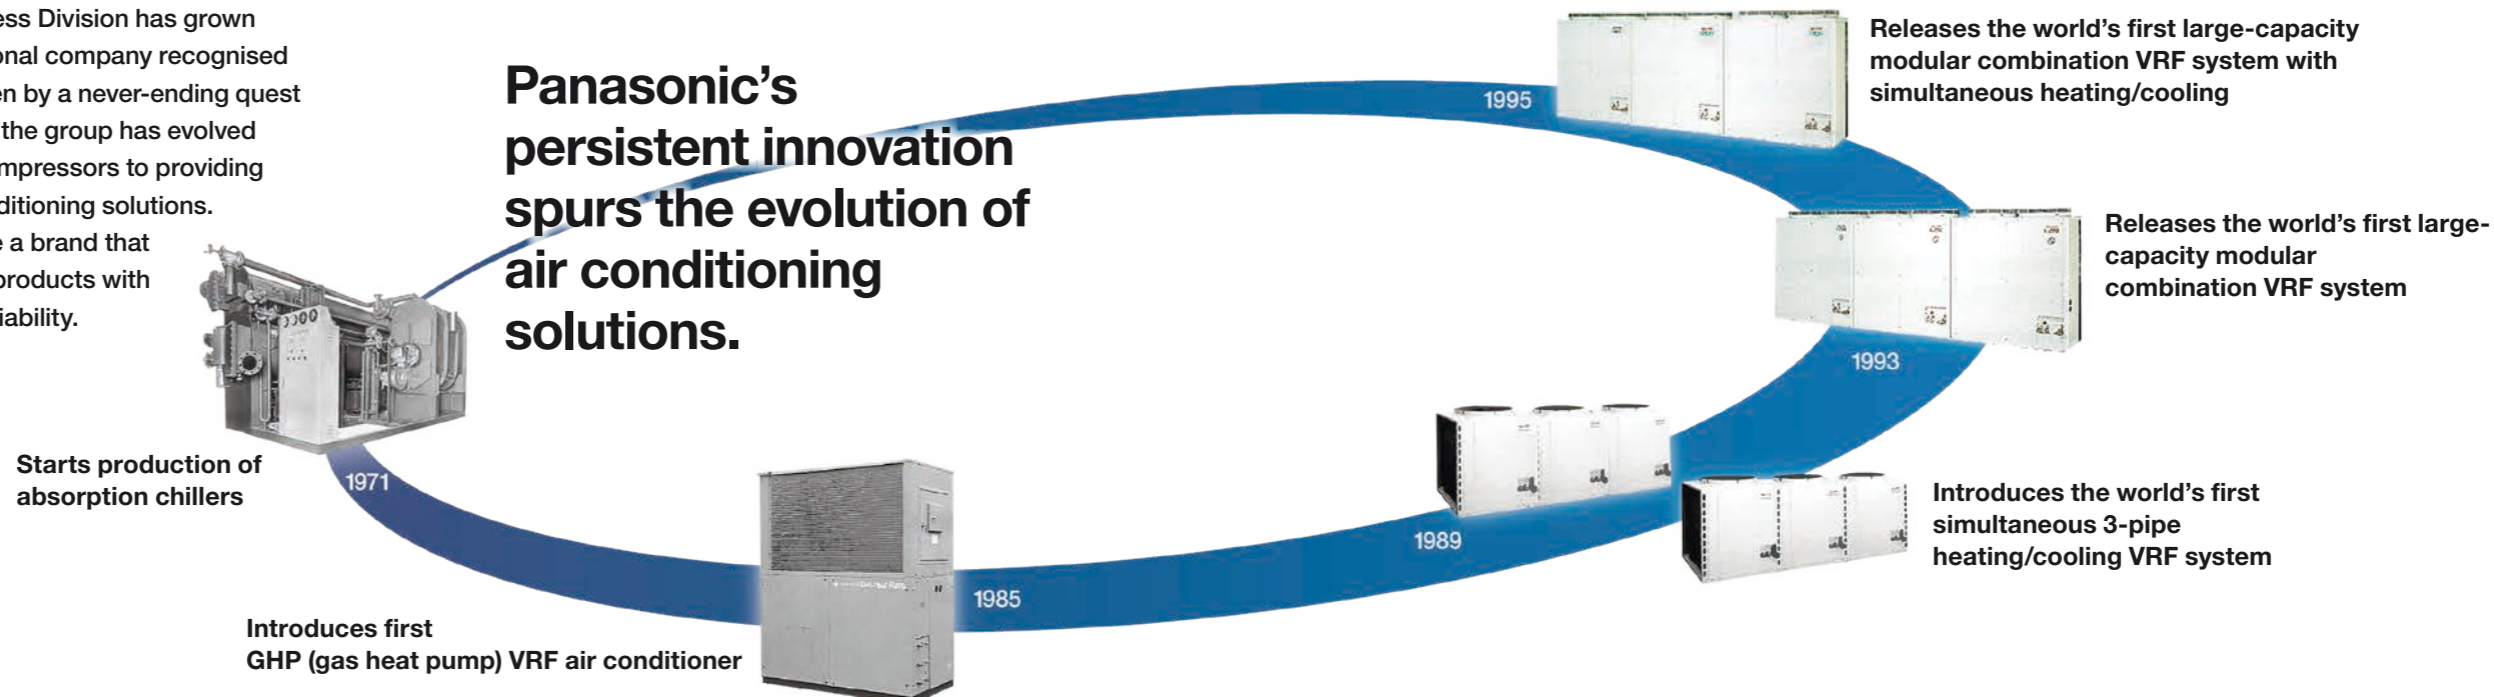 ess Division has grown
onal company recognised
en by a never-ending quest
the group has evolved
mpressors to providing
ditioning solutions.
e a brand that
products with
iability.
Panasonic’s
persistent innovation
spurs the evolution of
air conditioning
solutions.
1995
Releases the world’s first large-capacity
modular combination VRF system with
simultaneous heating/cooling
Releases the world’s first large-
capacity modular
combination VRF system
1993
Starts production of
absorption chillers
1971
1989
Introduces the world’s first
simultaneous 3-pipe
heating/cooling VRF system
1985
Introduces first
GHP (gas heat pump) VRF air conditioner